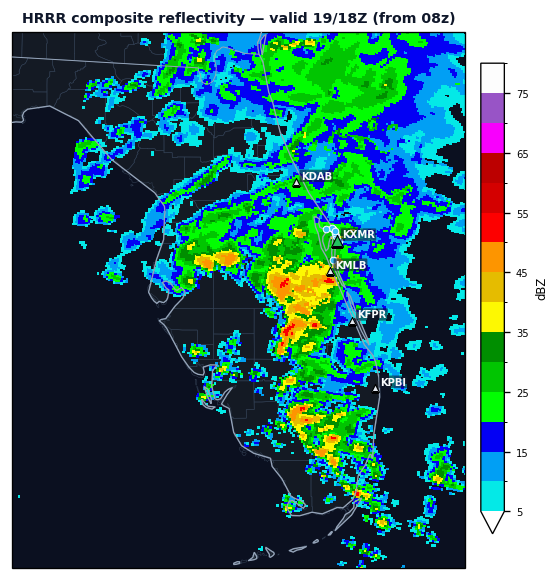 HRRR composite reflectivity — valid 19/18Z (from 08z)
KDAB
KXMR
KMLB
KFPR
KPBI
75
65
55
45
35
25
15
5
dBZ